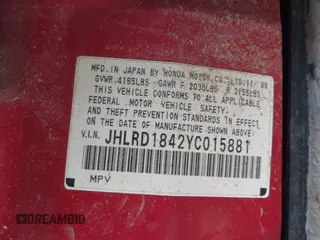 MFD. IN JAPAN BY HONDA MOTOR CO., LTD. 11/99
GVWR 4165LBS GAWR F 2030LBS R 2155LBS
THIS VEHICLE CONFORMS TO ALL APPLICABLE
FEDERAL MOTOR VEHICLE SAFETY AND
THEFT PREVENTION STANDARDS IN EFFECT
ON THE DATE OF MANUFACTURE SHOWN ABOVE.
V.I.N. JHLRD1842YC015881
MPV
DREAMBID